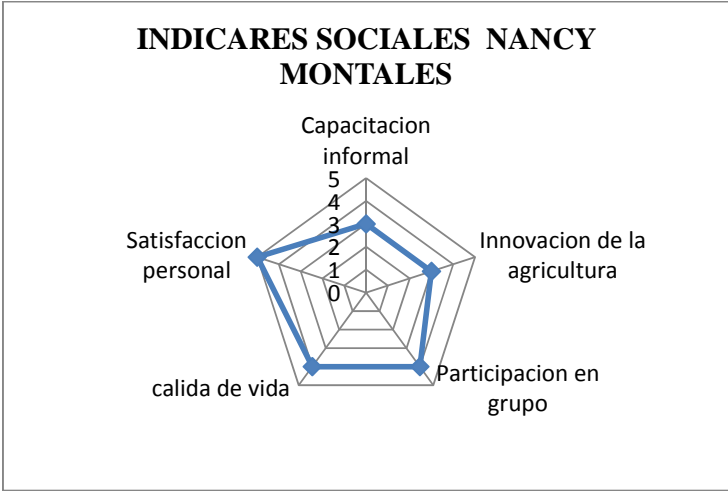 INDICARES SOCIALES NANCY
MONTALES
Capacitacion
informal
5
4
3
2
1
0
Innovacion de la
agricultura
Participacion en
grupo
calida de vida
Satisfaccion
personal